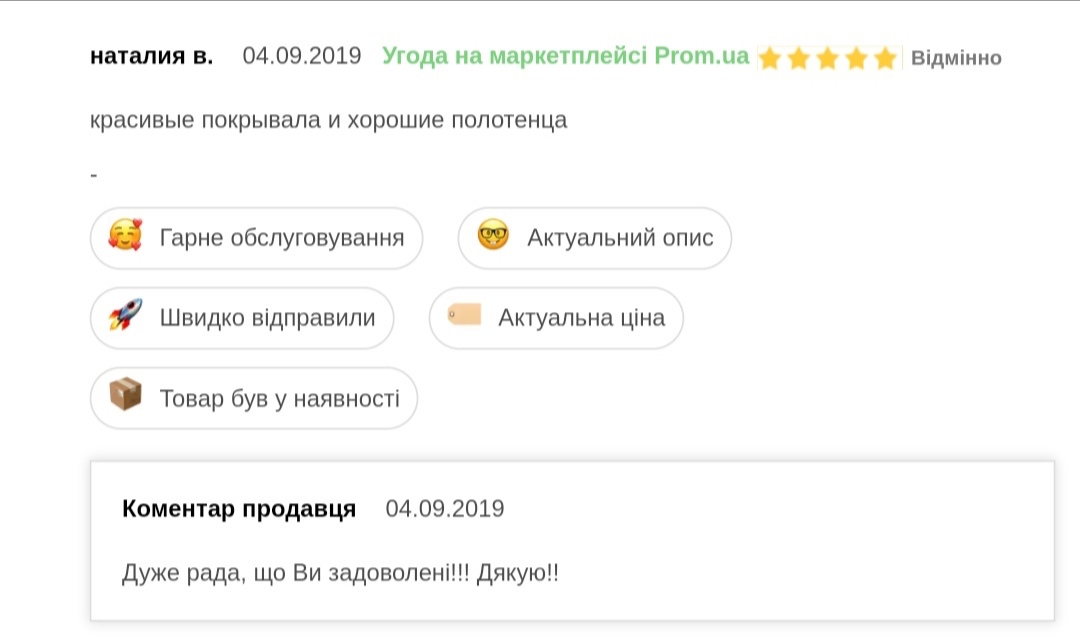 наталия в. 04.09.2019 Угода на маркетплейсі Prom.ua Відмінно
красивые покрывала и хорошие полотенца
-
Гарне обслуговування Актуальний опис
Швидко відправили Актуальна ціна
Товар був у наявності
Коментар продавця 04.09.2019
Дуже рада, що Ви задоволені!!! Дякую!!